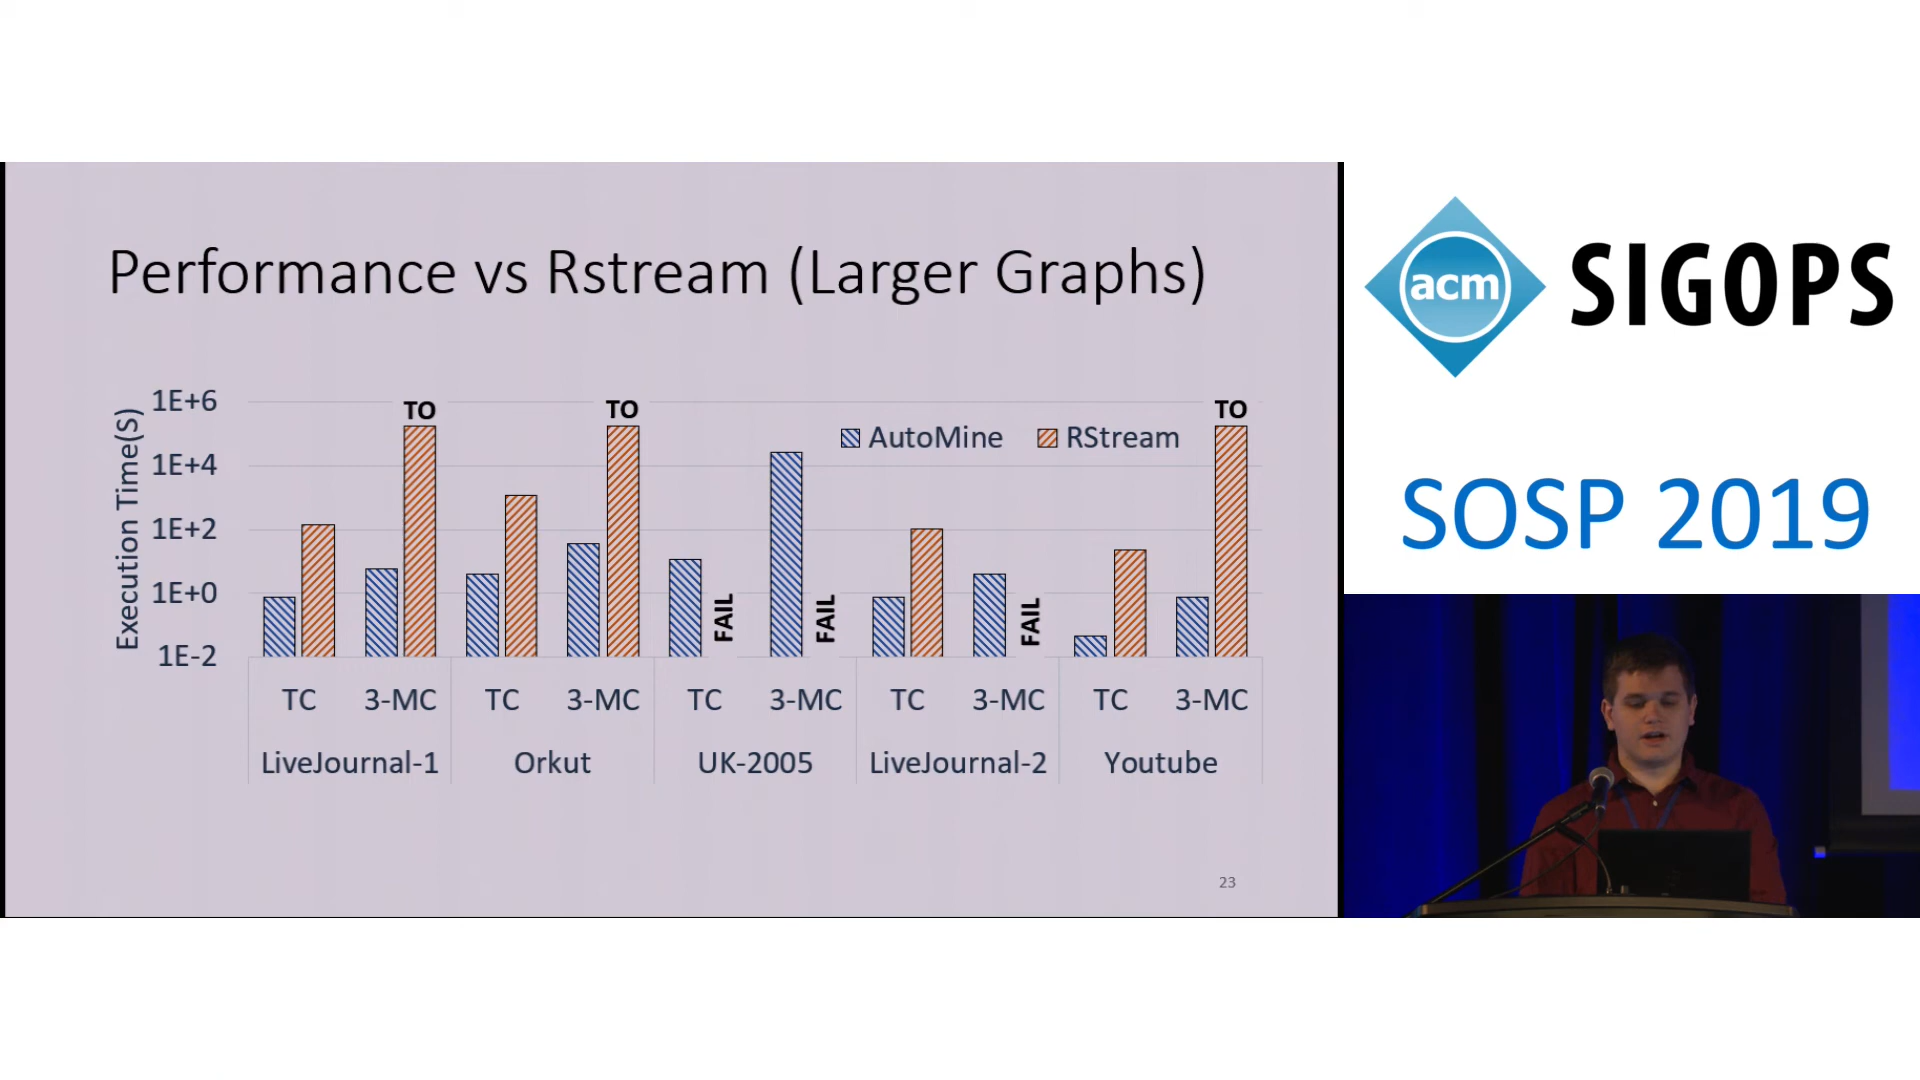 Performance vs Rstream (Larger Graphs)
Execution Time(S)
1E+6
1E+4
1E+2
1E+0
1E-2
TO
TO
TO
AutoMine
RStream
FAIL
FAIL
FAIL
TC 3-MC TC 3-MC TC 3-MC TC 3-MC TC 3-MC
LiveJournal-1 Orkut UK-2005 LiveJournal-2 Youtube
23
acm SIGOPS
SOSP 2019